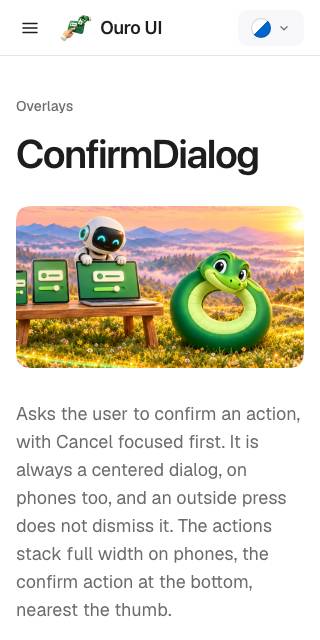 Ouro UI
Overlays
ConfirmDialog
Asks the user to confirm an action,
with Cancel focused first. It is
always a centered dialog, on
phones too, and an outside press
does not dismiss it. The actions
stack full width on phones, the
confirm action at the bottom,
nearest the thumb.